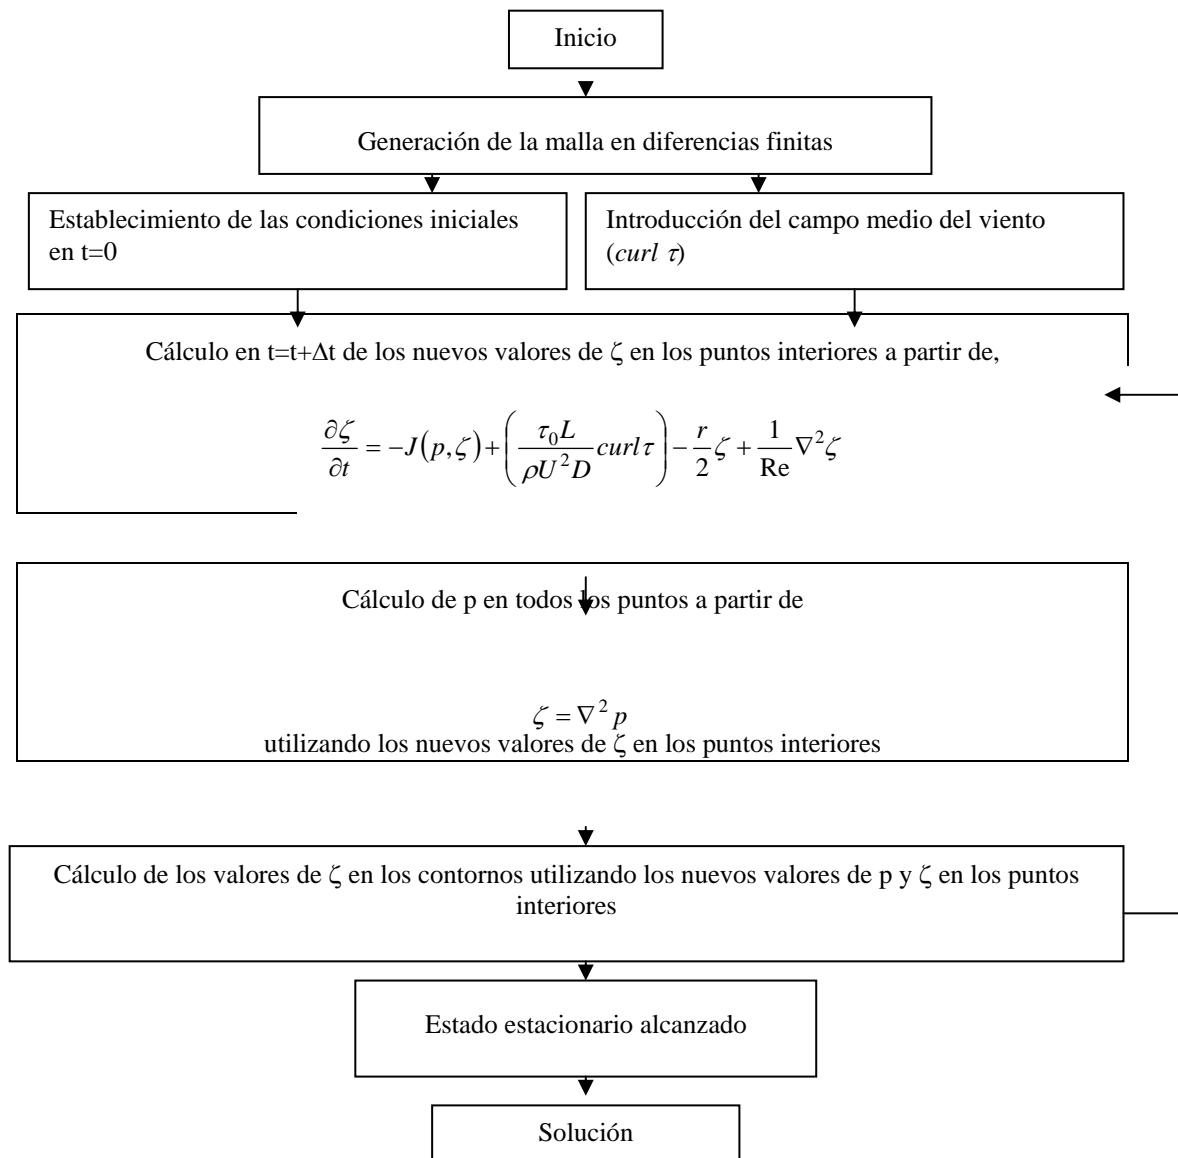 Inicio
Generación de la malla en diferencias finitas
Establecimiento de las condiciones iniciales
en t=0
Introducción del campo medio del viento
(curl τ)
Cálculo en t=t+Δt de los nuevos valores de ζ en los puntos interiores a partir de,
∂ζ/∂t = −J(p,ζ) + (τ₀L/ρU²D curlτ) − r/2 ζ + 1/Re ∇²ζ
Cálculo de p en todos los puntos a partir de
ζ = ∇² p
utilizando los nuevos valores de ζ en los puntos interiores
Cálculo de los valores de ζ en los contornos utilizando los nuevos valores de p y ζ en los puntos
interiores
Estado estacionario alcanzado
Solución